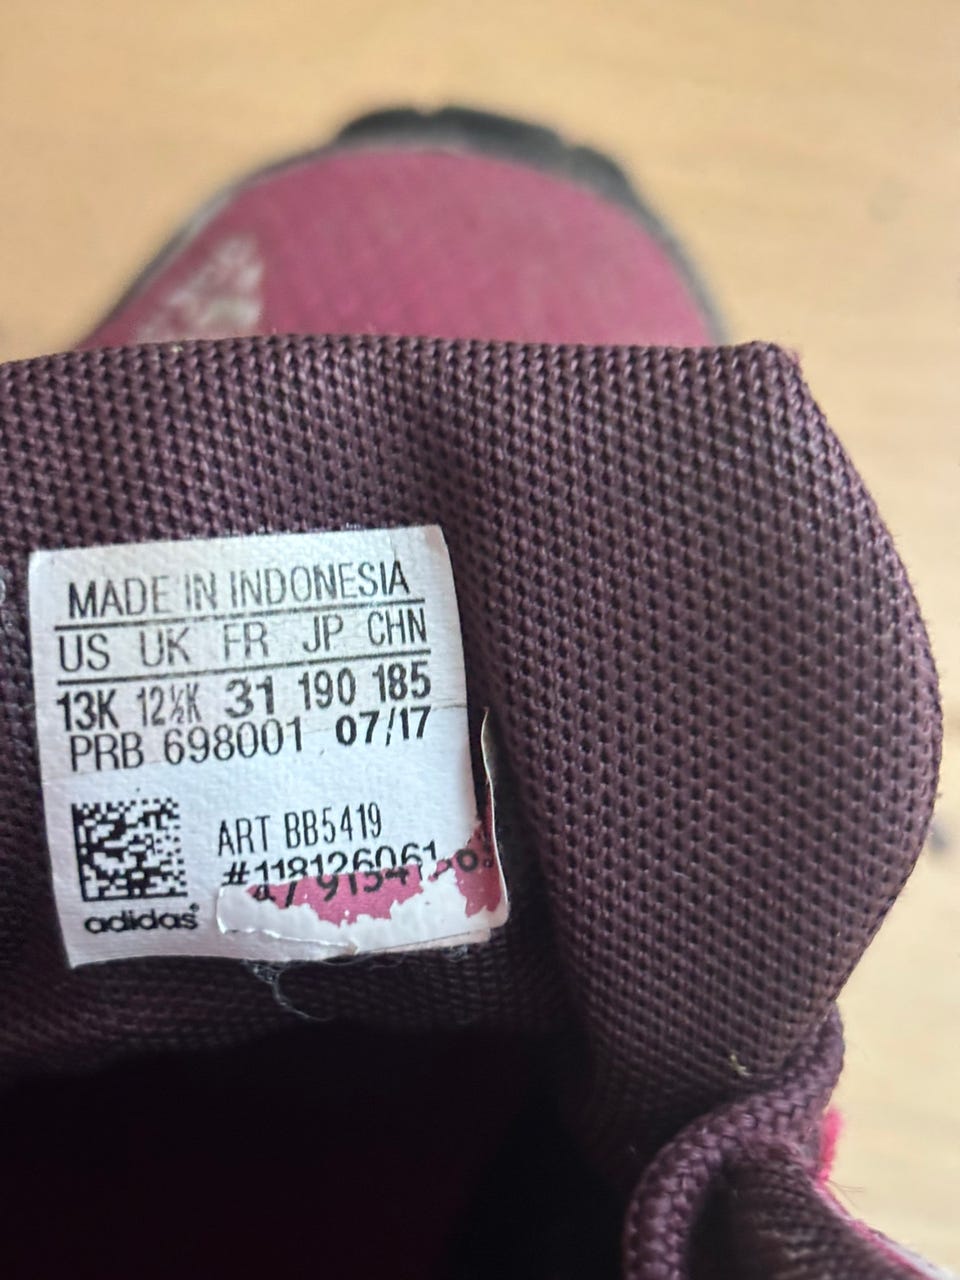 MADE IN INDONESIA
US UK FR JP CHN
13K 12½K 31 190 185
PRB 698001 07/17
ART BB5419
#118126061
adidas